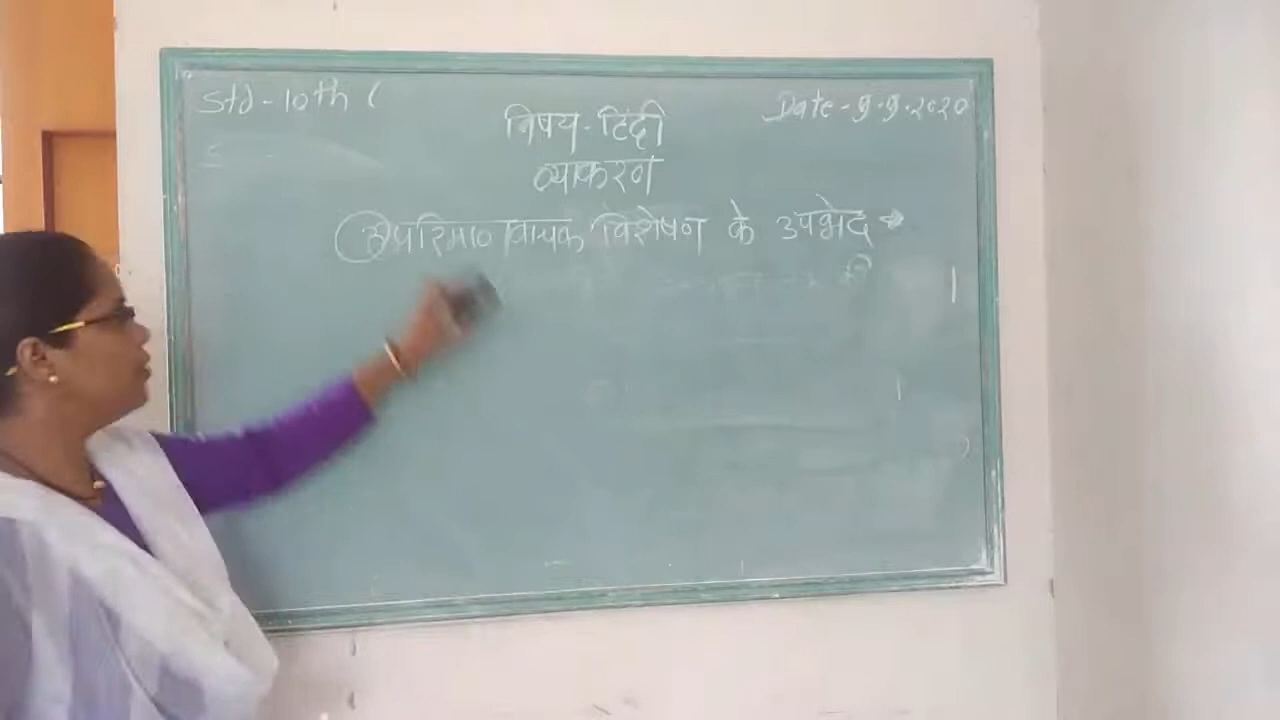 Std - 10th (
Date - 9.9.2020
विषय - हिंदी
व्याकरण
परिमाण वाचक विशेषण के उपभेद →